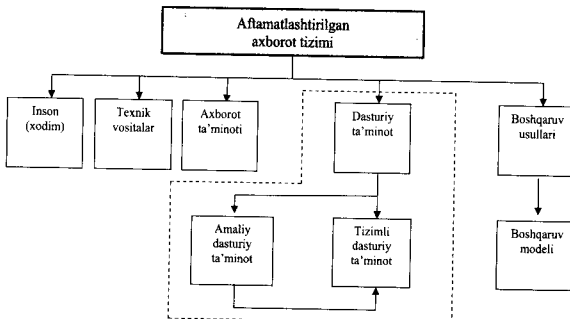 Aftamatlashtirilgan
axborot tizimi
Inson
(xodim)
Texnik
vositalar
Axborot
ta’minoti
Dasturiy
ta’minot
Boshqaruv
usullari
Amaliy
dasturiy
ta’minot
Tizimli
dasturiy
ta’minot
Boshqaruv
modeli